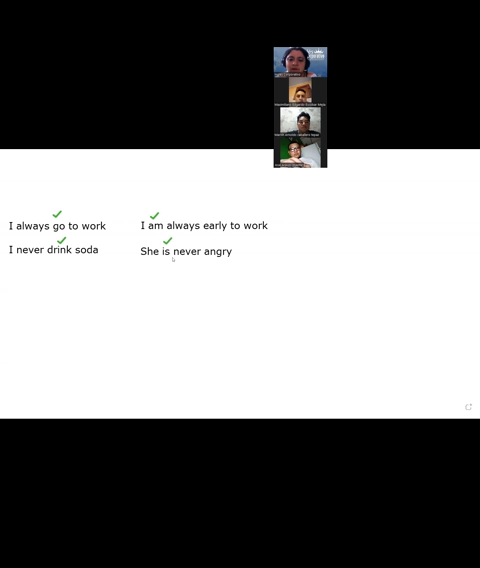 I always go to work
I am always early to work
I never drink soda
She is never angry